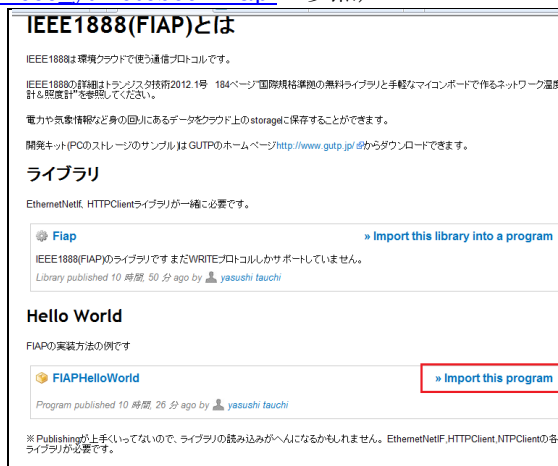 IEEE1888(FIAP)とは
IEEE1888は環境クラウドで使う通信プロトコルです。
IEEE1888の詳細はトランジスタ技術2012.1号 184ページ"国際規格準拠の無料ライブラリと手軽なマイコンボードで作るネットワーク温度
計&照度計"を参照してください。
電力や気象情報など身の回りにあるデータをクラウド上のstorageに保存することができます。
開発キット(PCのストレージのサンプル)は GUTPのホームページhttp://www.gutp.jp/からダウンロードできます。
ライブラリ
EthernetNetIf, HTTPClientライブラリが一緒に必要です。
Fiap » Import this library into a program
IEEE1888(FIAP)のライブラリです まだWRITEプロトコルしかサポートしていません。
Library published 10 時間, 50 分 ago by yasushi tauchi
Hello World
FIAPの実装方法の例です
FIAPHelloWorld » Import this program
Program published 10 時間, 26 分 ago by yasushi tauchi
※ Publishingが上手くいってないので、ライブラリの読み込みがへんになるかもしれません。EthernetNetIF,HTTPClient,NTPClientの各
ライブラリが必要です。